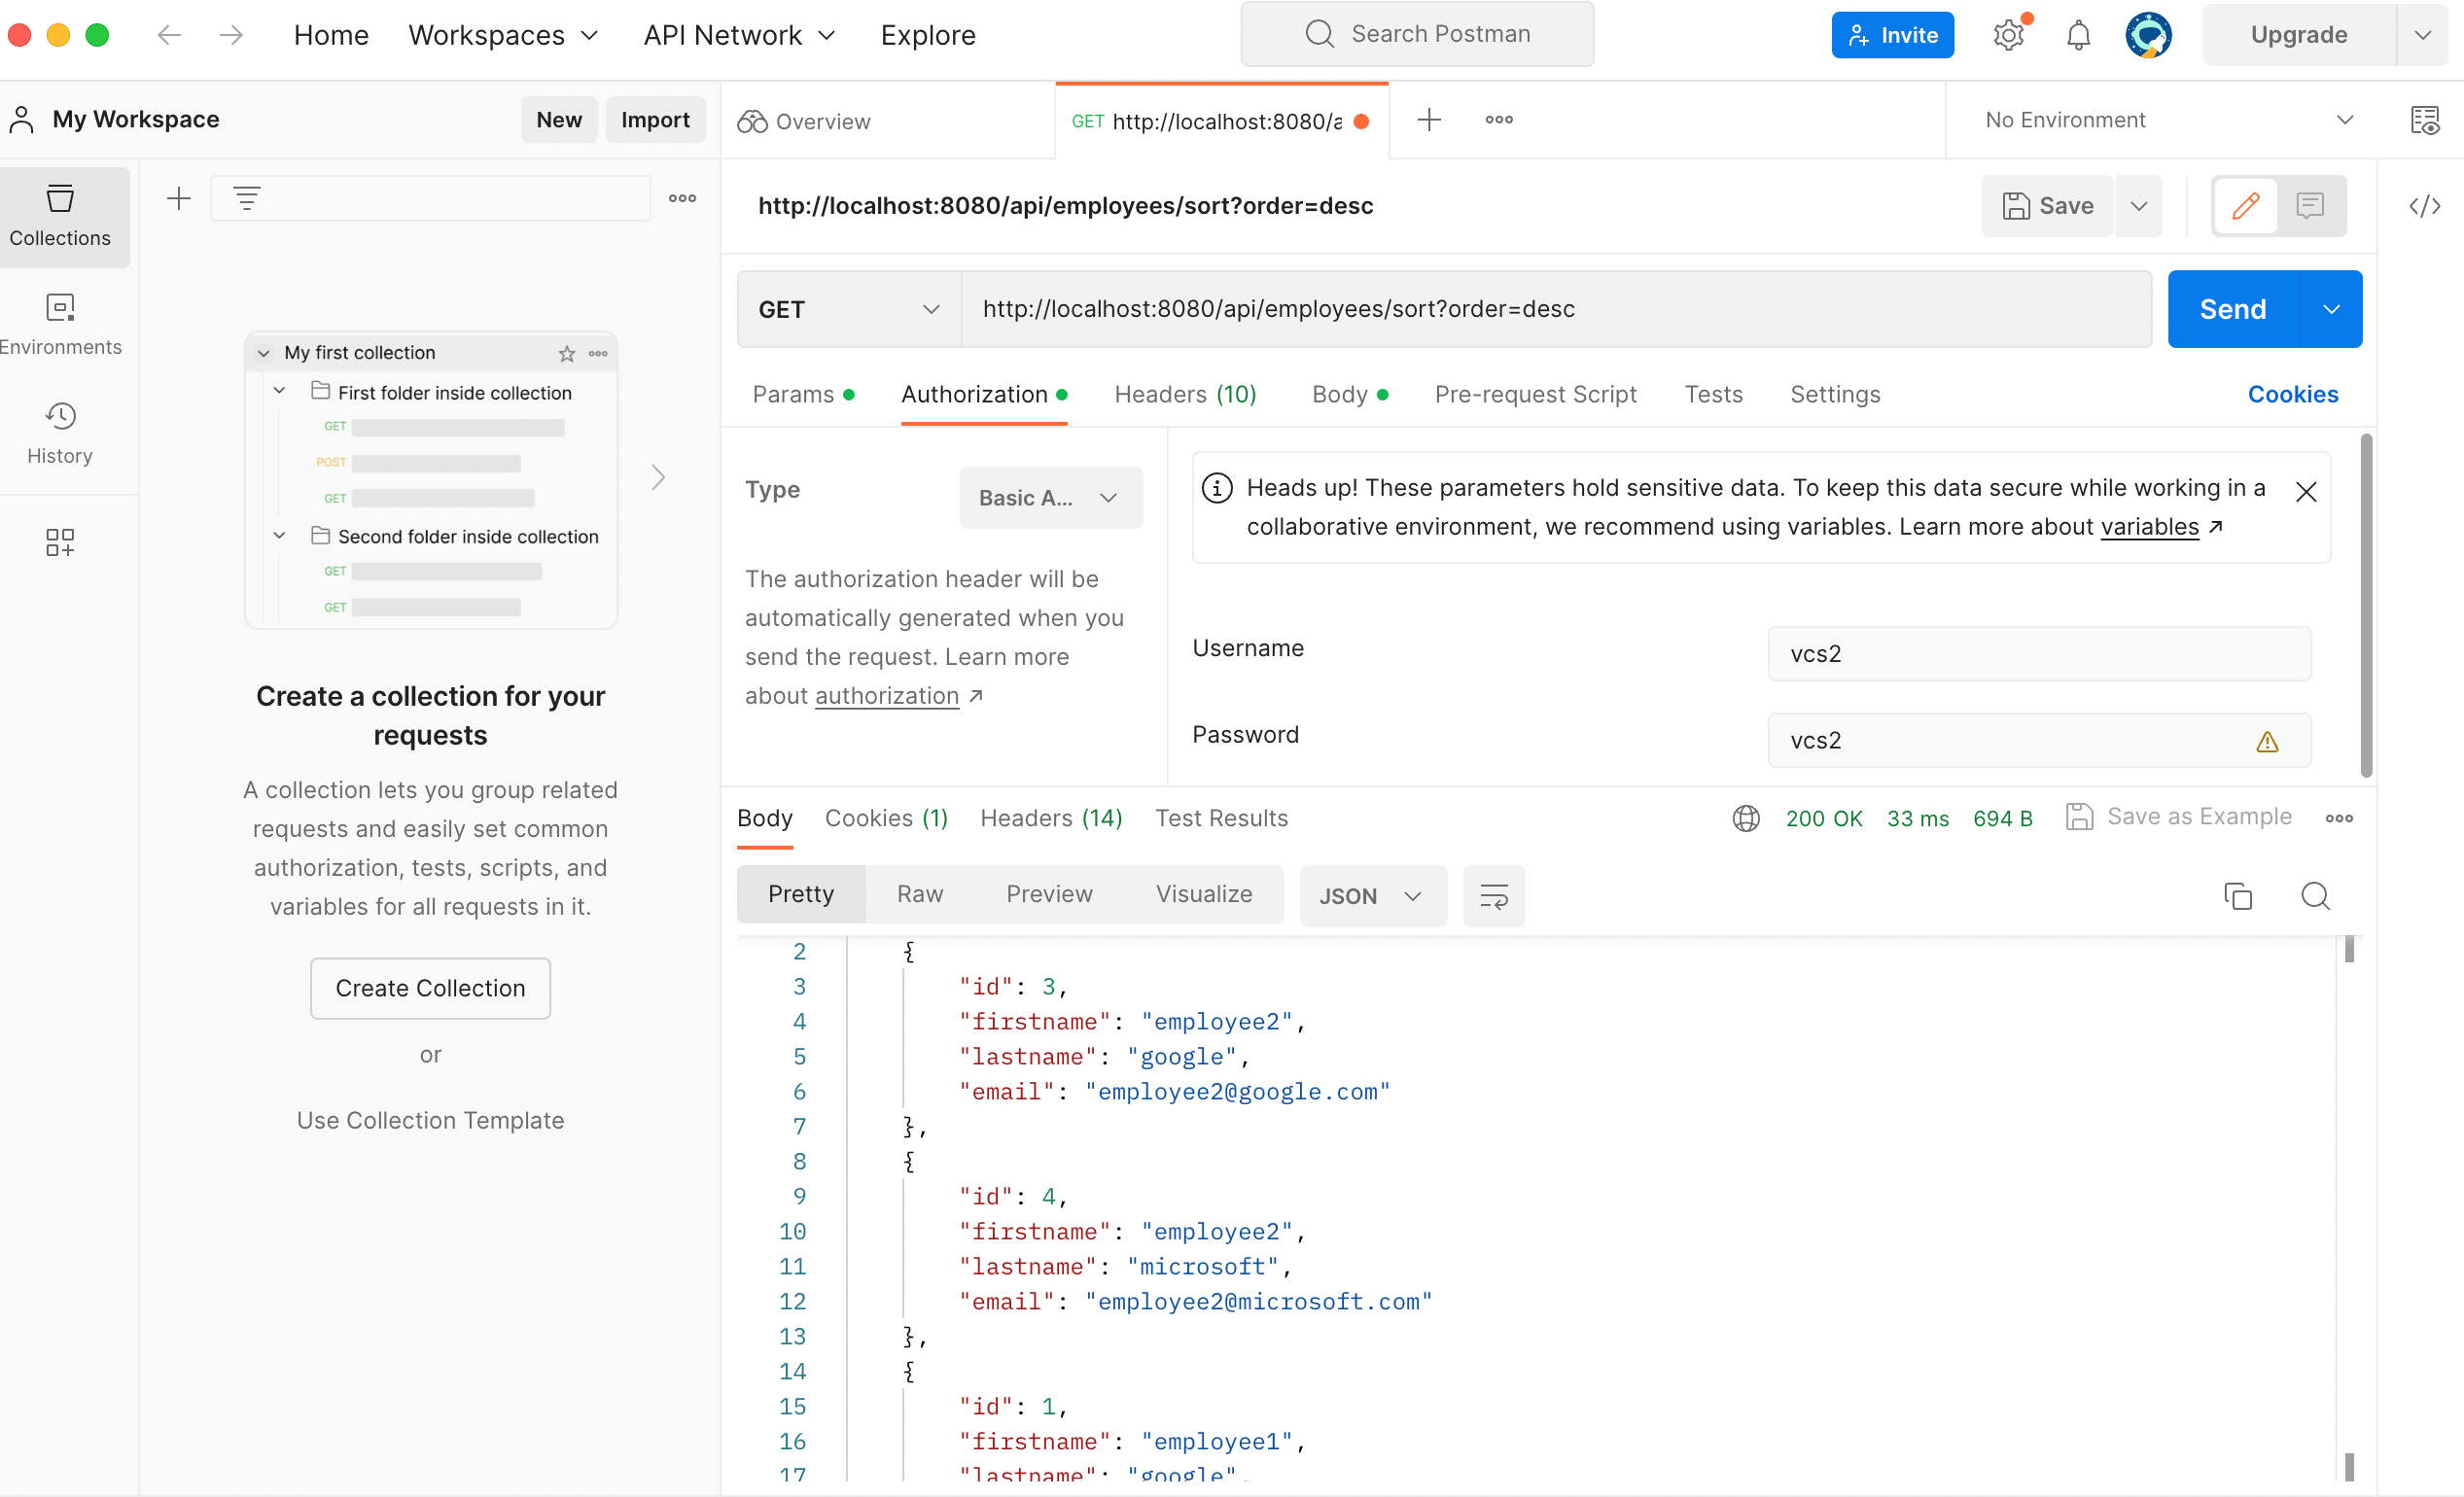 Home Workspaces API Network Explore Search Postman Invite Upgrade
My Workspace New Import Overview GET http://localhost:8080/a No Environment
Collections
Environments
History
My first collection
First folder inside collection
GET
POST
GET
Second folder inside collection
GET
GET
Create a collection for your
requests
A collection lets you group related
requests and easily set common
authorization, tests, scripts, and
variables for all requests in it.
Create Collection
or
Use Collection Template
http://localhost:8080/api/employees/sort?order=desc Save
GET http://localhost:8080/api/employees/sort?order=desc Send
Params Authorization Headers (10) Body Pre-request Script Tests Settings Cookies
Type Basic A...
The authorization header will be
automatically generated when you
send the request. Learn more
about authorization ↗
Heads up! These parameters hold sensitive data. To keep this data secure while working in a
collaborative environment, we recommend using variables. Learn more about variables ↗
Username vcs2
Password vcs2
Body Cookies (1) Headers (14) Test Results 200 OK 33 ms 694 B Save as Example
Pretty Raw Preview Visualize JSON
2 {
3 "id": 3,
4 "firstname": "employee2",
5 "lastname": "google",
6 "email": "employee2@google.com"
7 },
8 {
9 "id": 4,
10 "firstname": "employee2",
11 "lastname": "microsoft",
12 "email": "employee2@microsoft.com"
13 },
14 {
15 "id": 1,
16 "firstname": "employee1",
17 "lastname": "google",